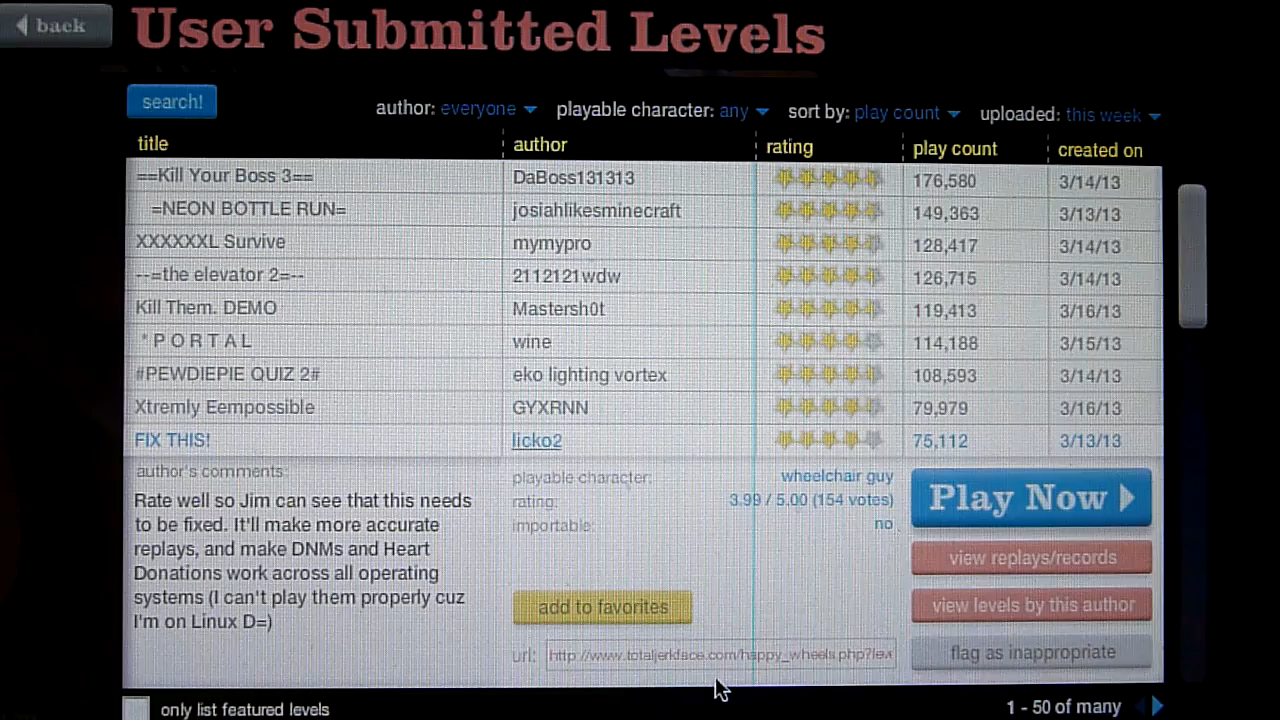 back
User Submitted Levels
search!
author: everyone playable character: any sort by: play count uploaded: this week
title author rating play count created on
==Kill Your Boss 3== DaBoss131313 176,580 3/14/13
=NEON BOTTLE RUN= josiahlikesminecraft 149,363 3/13/13
XXXXXXL Survive mymypro 128,417 3/14/13
--=the elevator 2=-- 2112121wdw 126,715 3/14/13
Kill Them. DEMO Mastersh0t 119,413 3/16/13
*P O R T A L wine 114,188 3/15/13
#PEWDIEPIE QUIZ 2# eko lighting vortex 108,593 3/14/13
Xtremly Eempossible GYXRNN 79,979 3/16/13
FIX THIS! licko2 75,112 3/13/13
author's comments:
Rate well so Jim can see that this needs
to be fixed. It'll make more accurate
replays, and make DNMs and Heart
Donations work across all operating
systems (I can't play them properly cuz
I'm on Linux D=)
playable character: wheelchair guy
rating: 3.99 / 5.00 (154 votes)
importable: no
add to favorites
url: http://www.totaljerkface.com/happy_wheels.php?lev
Play Now
view replays/records
view levels by this author
flag as inappropriate
only list featured levels
1 - 50 of many